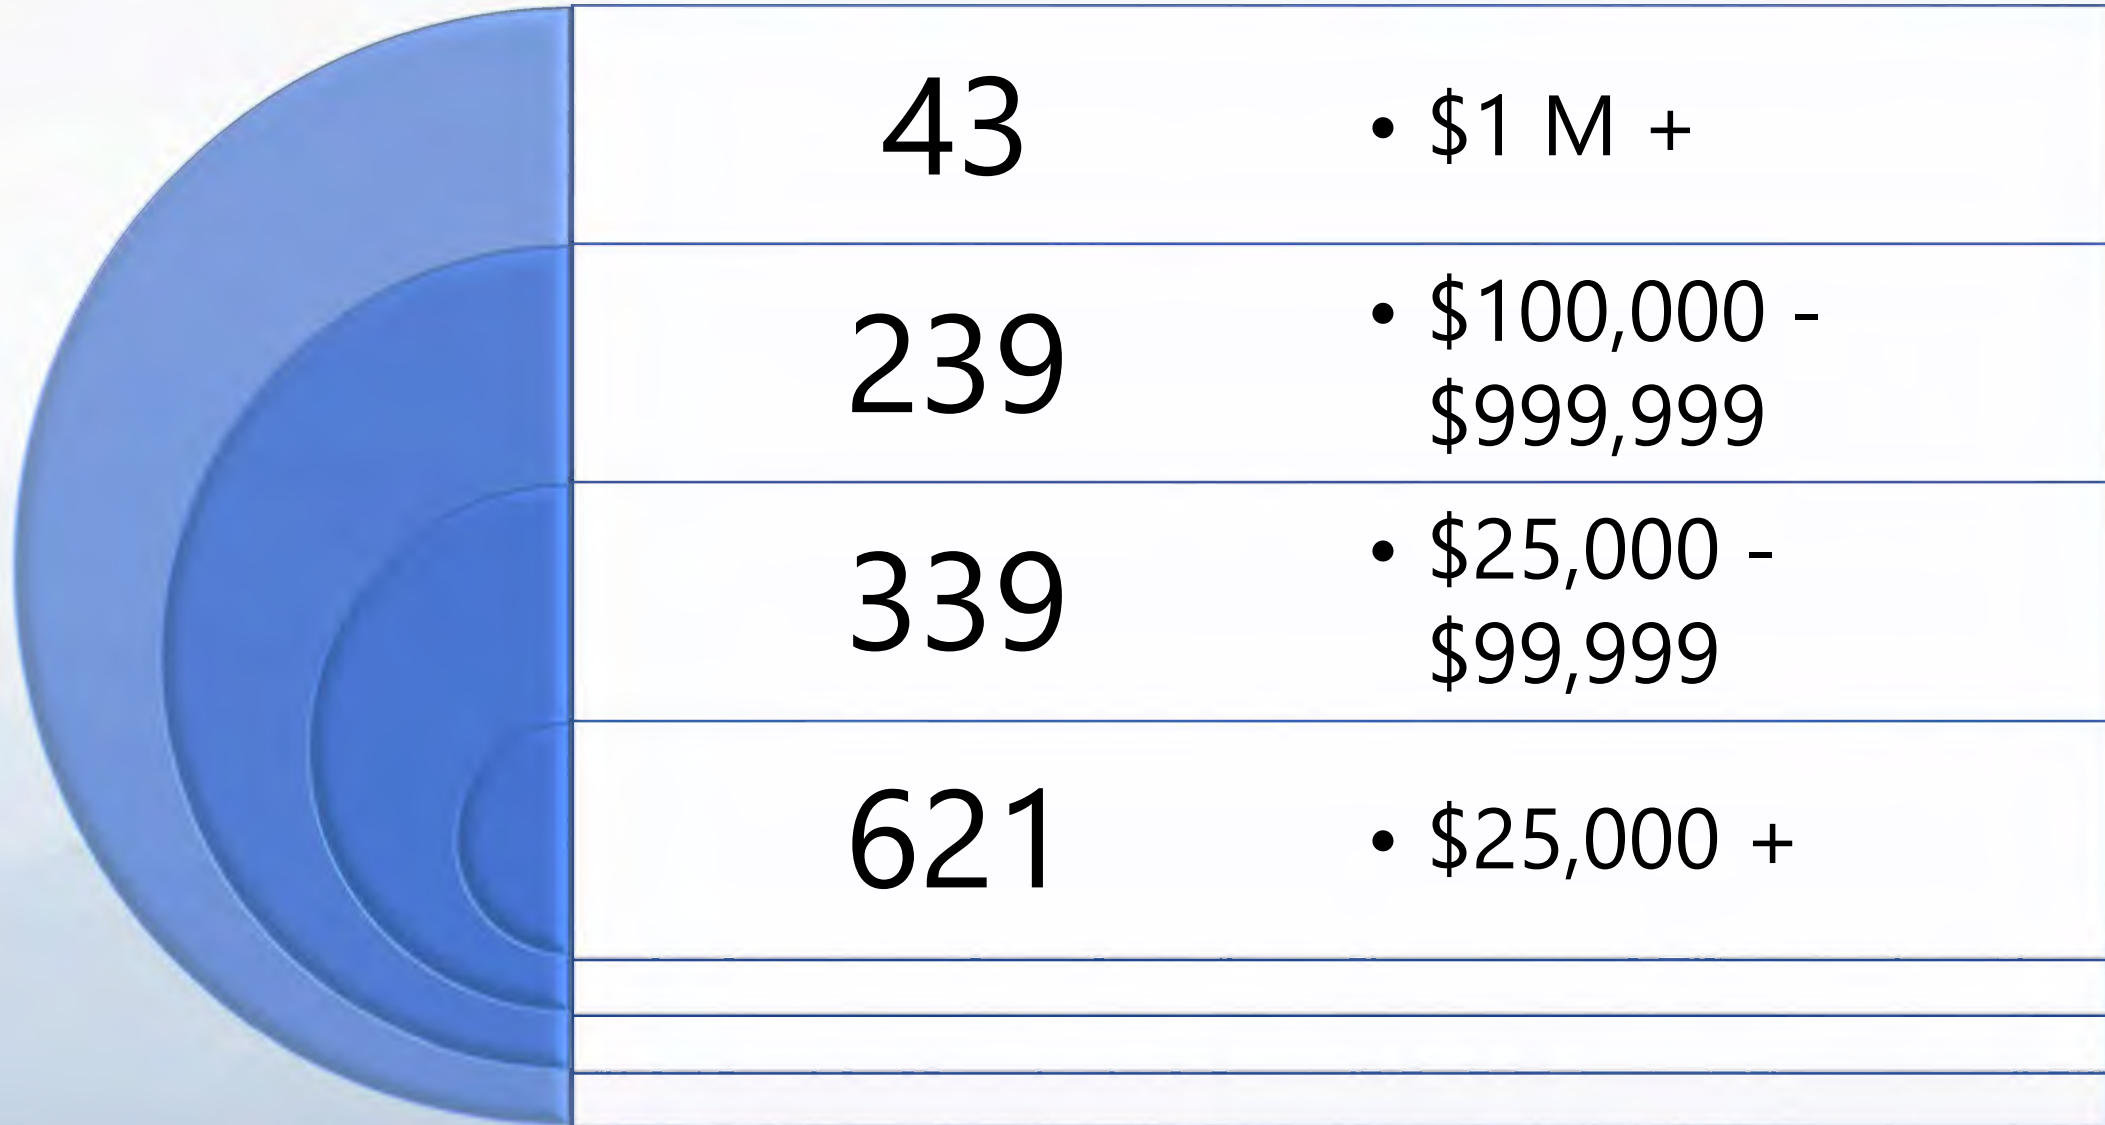 43
• $1 M +
239
• $100,000 -
$999,999
339
• $25,000 -
$99,999
621
• $25,000 +